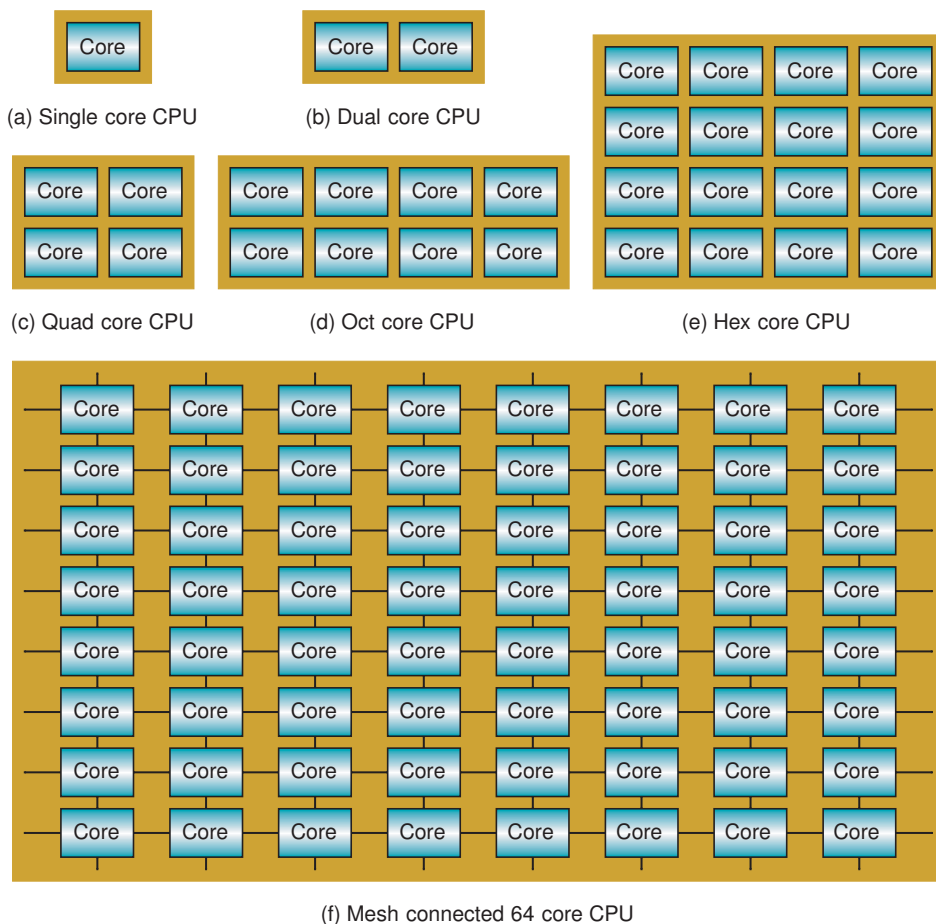 Core
(a) Single core CPU
Core Core
(b) Dual core CPU
Core Core Core Core
Core Core Core Core
Core Core Core Core
Core Core Core Core
(e) Hex core CPU
Core Core
Core Core
(c) Quad core CPU
Core Core Core Core
Core Core Core Core
(d) Oct core CPU
Core Core Core Core Core Core Core Core
Core Core Core Core Core Core Core Core
Core Core Core Core Core Core Core Core
Core Core Core Core Core Core Core Core
Core Core Core Core Core Core Core Core
Core Core Core Core Core Core Core Core
Core Core Core Core Core Core Core Core
Core Core Core Core Core Core Core Core
(f) Mesh connected 64 core CPU